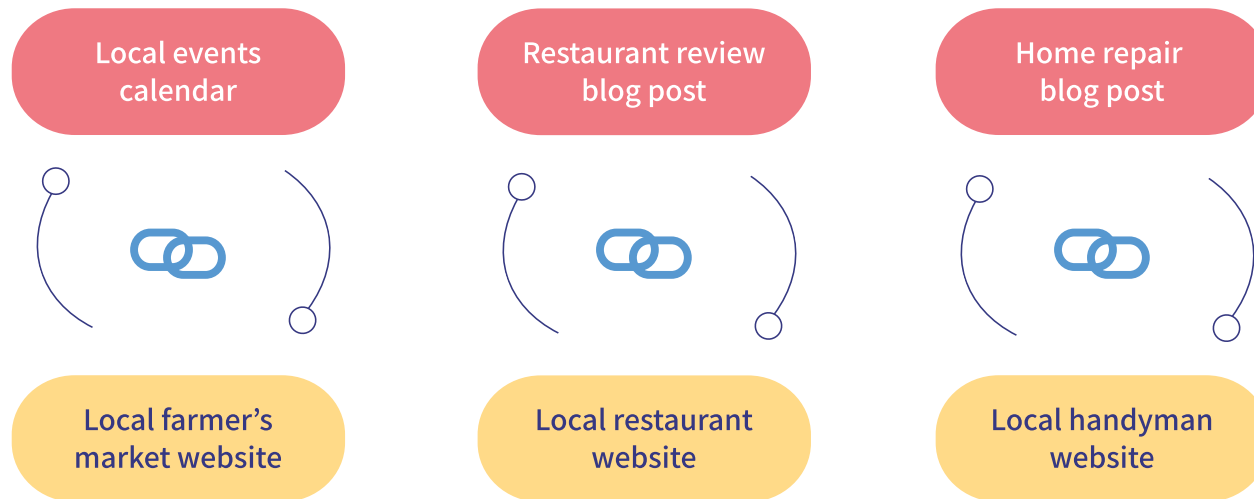 Local events
calendar
Restaurant review
blog post
Home repair
blog post
Local farmer’s
market website
Local restaurant
website
Local handyman
website